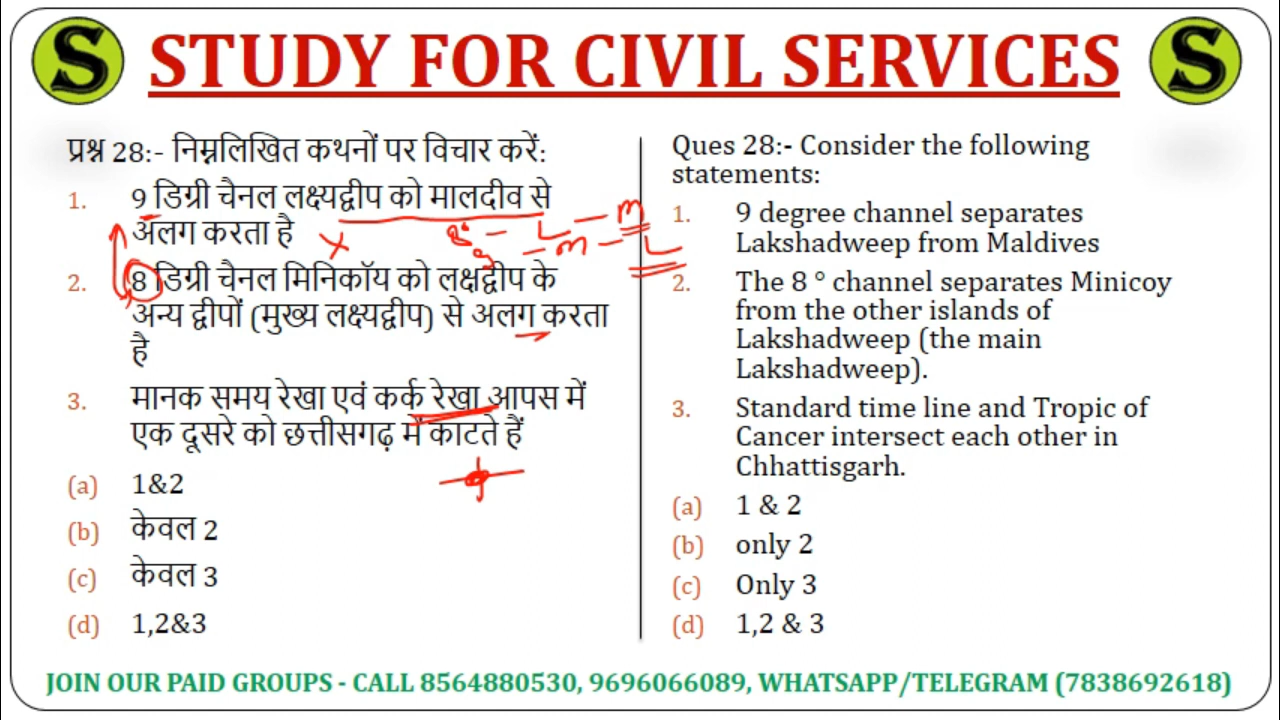 S STUDY FOR CIVIL SERVICES S
प्रश्न 28:- निम्नलिखित कथनों पर विचार करें:
1. 9 डिग्री चैनल लक्ष्यद्वीप को मालदीव से
अलग करता है
2. 8 डिग्री चैनल मिनिकॉय को लक्षद्वीप के
अन्य द्वीपों (मुख्य लक्ष्यद्वीप) से अलग करता
है
3. मानक समय रेखा एवं कर्क रेखा आपस में
एक दूसरे को छत्तीसगढ़ में काटते हैं
(a) 1&2
(b) केवल 2
(c) केवल 3
(d) 1,2&3
8° – L – m
9 – m – L
Ques 28:- Consider the following
statements:
1. 9 degree channel separates
Lakshadweep from Maldives
2. The 8 ° channel separates Minicoy
from the other islands of
Lakshadweep (the main
Lakshadweep).
3. Standard time line and Tropic of
Cancer intersect each other in
Chhattisgarh.
(a) 1 & 2
(b) only 2
(c) Only 3
(d) 1,2 & 3
JOIN OUR PAID GROUPS - CALL 8564880530, 9696066089, WHATSAPP/TELEGRAM (7838692618)